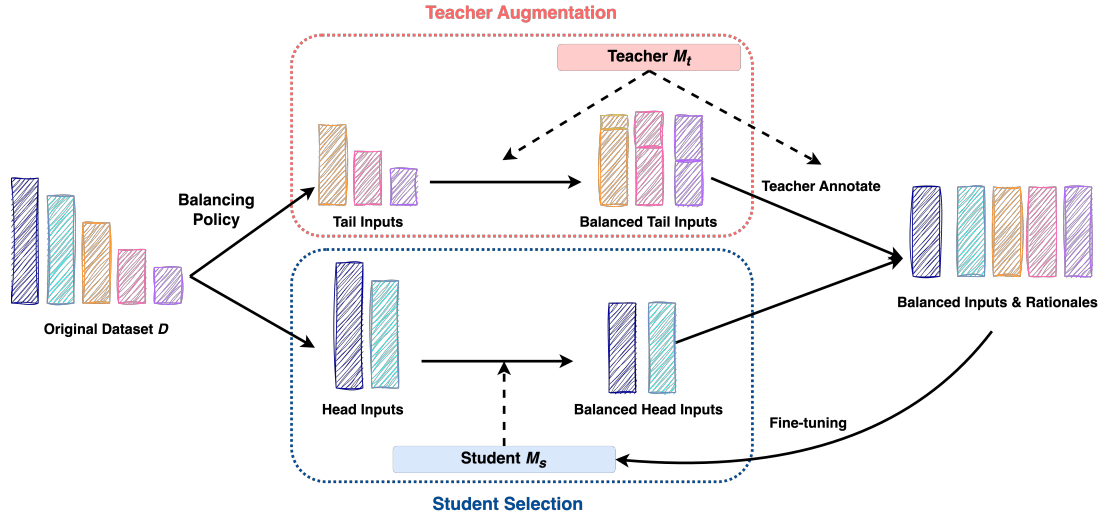 Teacher Augmentation
Teacher Mt
Balancing
Policy
Tail Inputs
Balanced Tail Inputs
Teacher Annotate
Original Dataset D
Balanced Inputs & Rationales
Head Inputs
Balanced Head Inputs
Fine-tuning
Student Ms
Student Selection